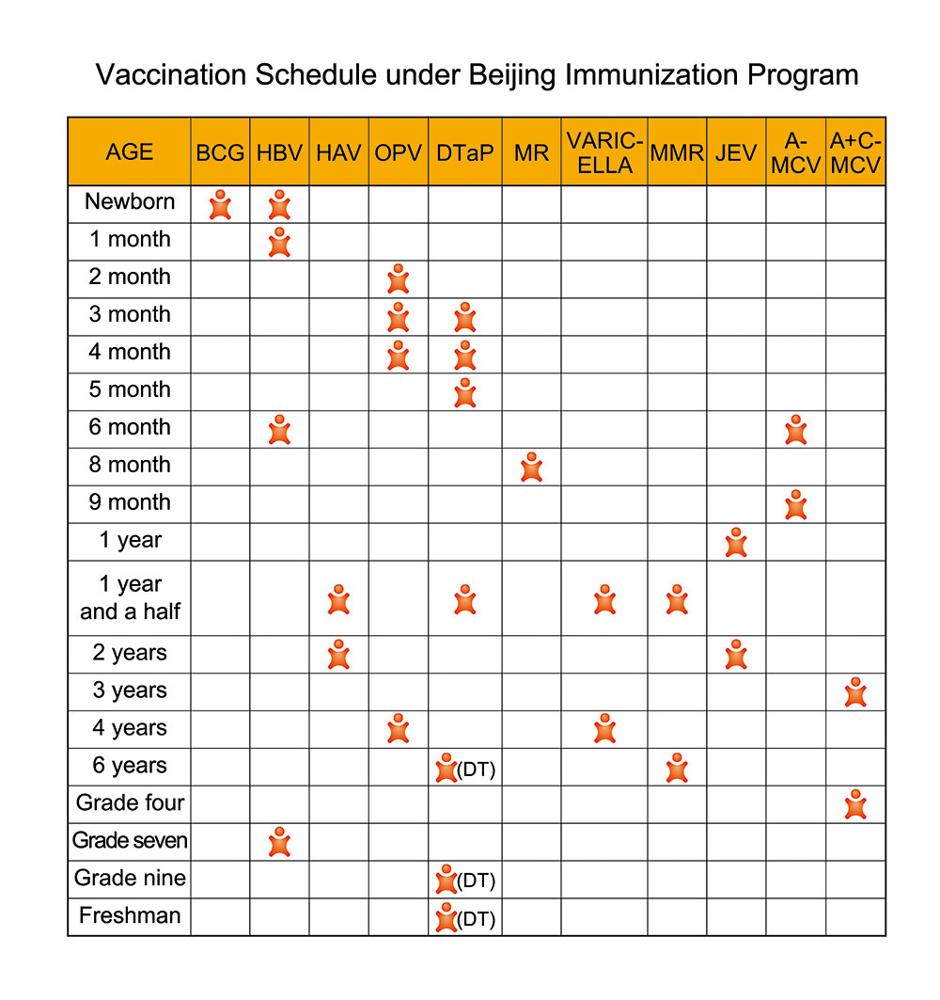 Vaccination Schedule under Beijing Immunization Program
AGE BCG HBV HAV OPV DTaP MR VARIC-ELLA MMR JEV A-MCV A+C-MCV
Newborn
1 month
2 month
3 month
4 month
5 month
6 month
8 month
9 month
1 year
1 year
and a half
2 years
3 years
4 years
6 years (DT)
Grade four
Grade seven
Grade nine (DT)
Freshman (DT)